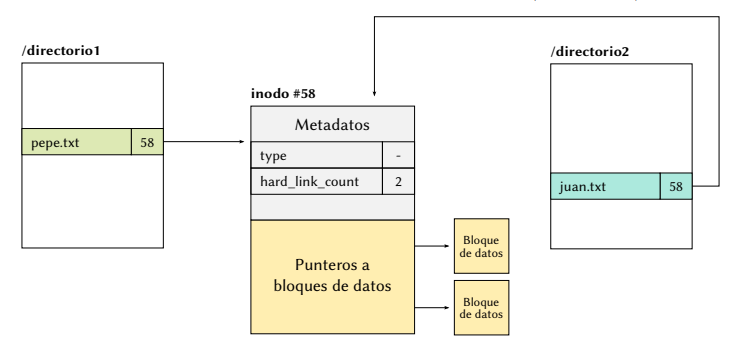 /directorio1
pepe.txt 58
inodo #58
Metadatos
type -
hard_link_count 2
Punteros a
bloques de datos
Bloque
de datos
Bloque
de datos
/directorio2
juan.txt 58